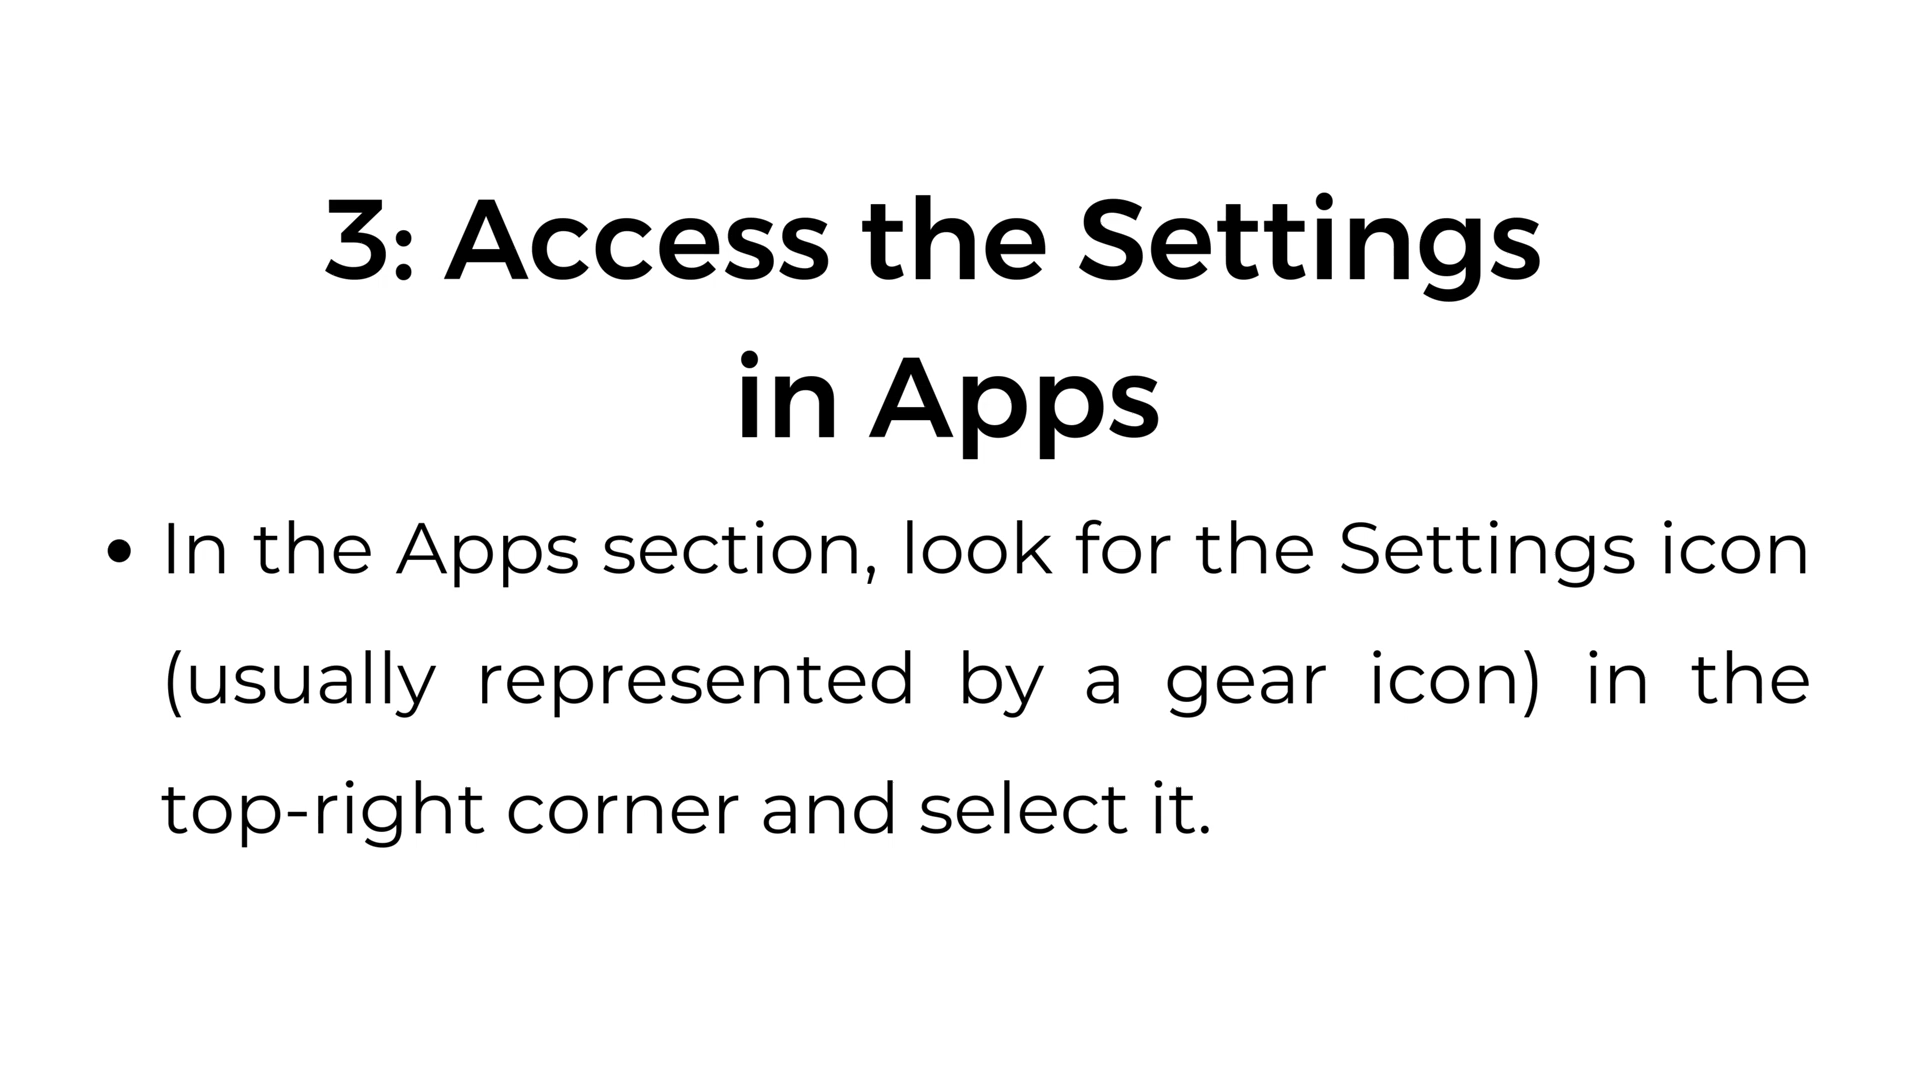 3: Access the Settings
in Apps
• In the Apps section, look for the Settings icon
(usually represented by a gear icon) in the
top-right corner and select it.